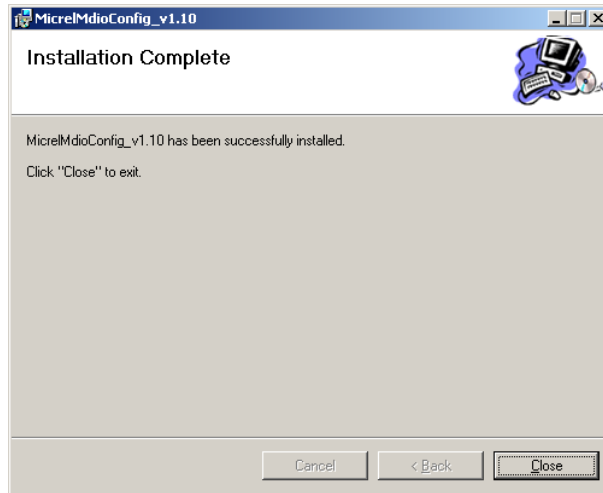 MicrelMdioConfig_v1.10
Installation Complete
MicrelMdioConfig_v1.10 has been successfully installed.
Click "Close" to exit.
Cancel
< Back
Close